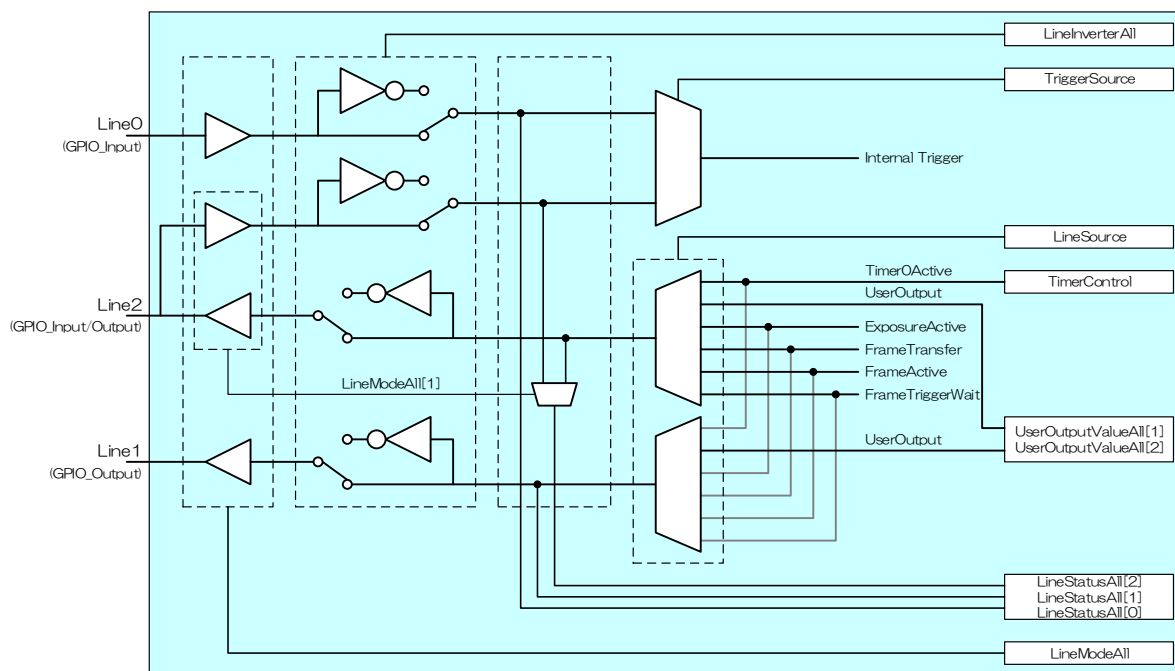 LineInverterAll
TriggerSource
Line0
(GPIO_Input)
Internal Trigger
LineSource
Timer0Active
TimerControl
UserOutput
Line2
(GPIO_Input/Output)
ExposureActive
FrameTransfer
FrameActive
LineModeAll[1]
FrameTriggerWait
UserOutputValueAll[1]
UserOutput
UserOutputValueAll[2]
Line1
(GPIO_Output)
LineStatusAll[2]
LineStatusAll[1]
LineStatusAll[0]
LineModeAll